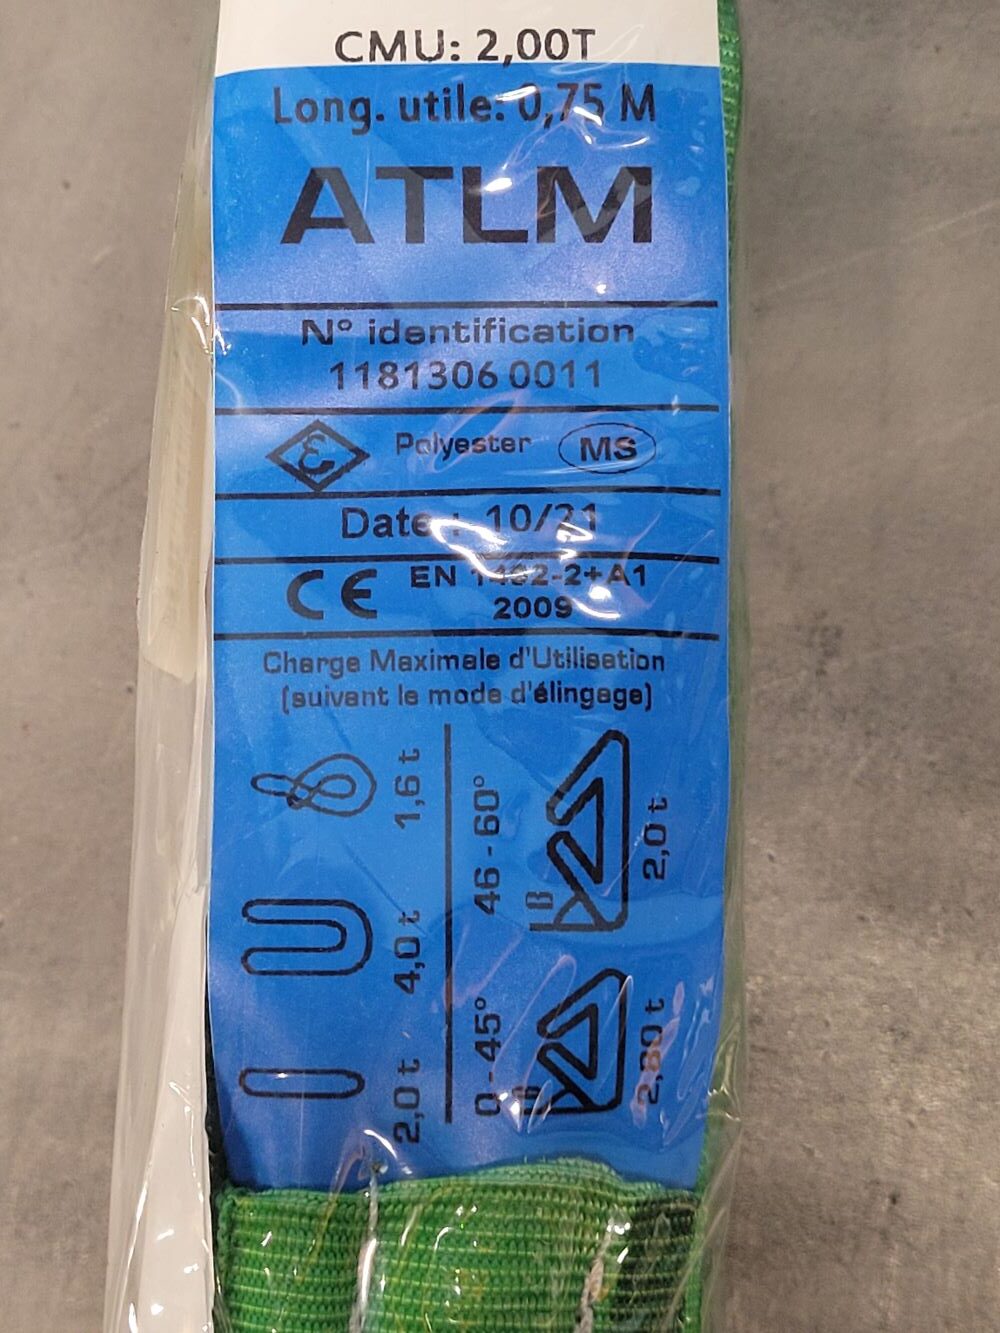 CMU: 2,00T
Long. utile: 0,75 M
ATLM
N° identification
1181306 0011
Polyester MS
Date : 10/21
CE EN 1492-2+A1
2009
Charge Maximale d'Utilisation
(suivant le mode d'élingage)
2,0 t 4,0 t 1,6 t
0 - 45° 46 - 60°
B B
2,80 t 2,0 t